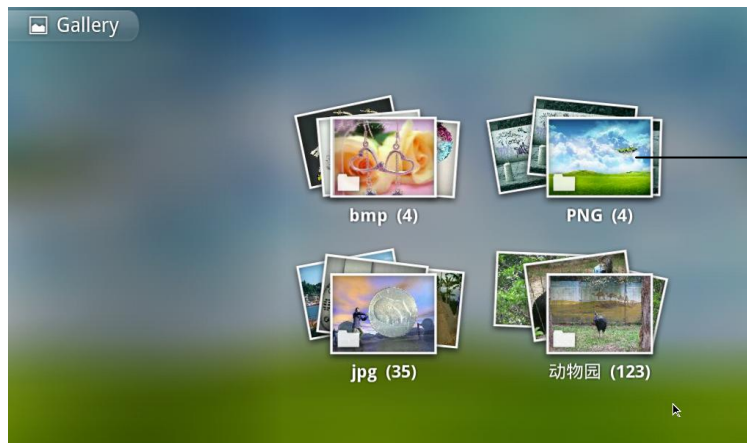 Gallery
bmp (4)
PNG (4)
jpg (35)
动物园 (123)